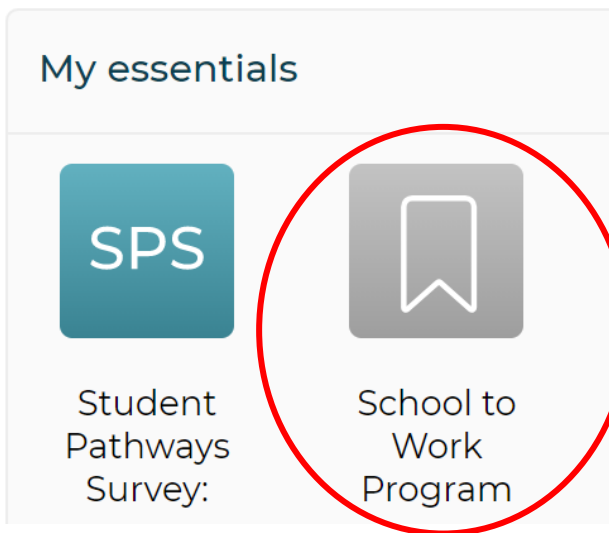 My essentials
SPS
Student
Pathways
Survey:
School to
Work
Program